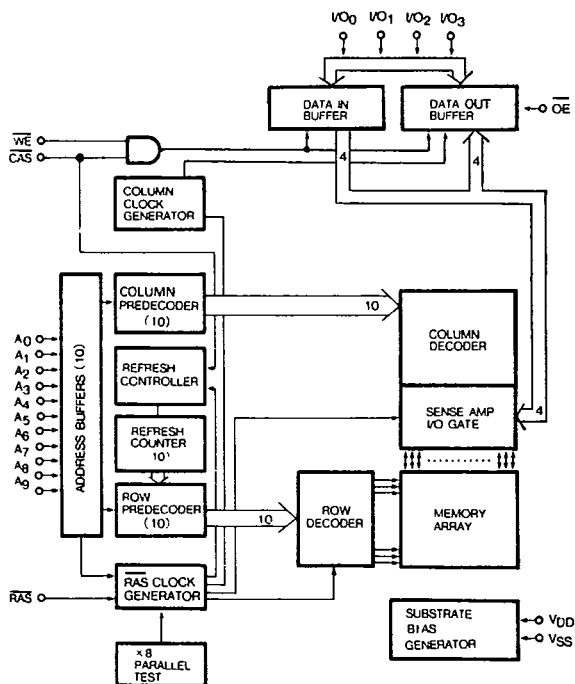 I/O0 I/O1 I/O2 I/O3
DATA IN
BUFFER
DATA OUT
BUFFER
OE
WE
CAS
4
4
COLUMN
CLOCK
GENERATOR
COLUMN
PREDECODER
(10)
10
COLUMN
DECODER
ADDRESS BUFFERS (10)
A0
A1
A2
A3
A4
A5
A6
A7
A8
A9
REFRESH
CONTROLLER
SENSE AMP
I/O GATE
4
REFRESH
COUNTER
10)
ROW
PREDECODER
(10)
10
ROW
DECODER
MEMORY
ARRAY
RAS
RAS CLOCK
GENERATOR
SUBSTRATE
BIAS
GENERATOR
VDD
VSS
×8
PARALLEL
TEST